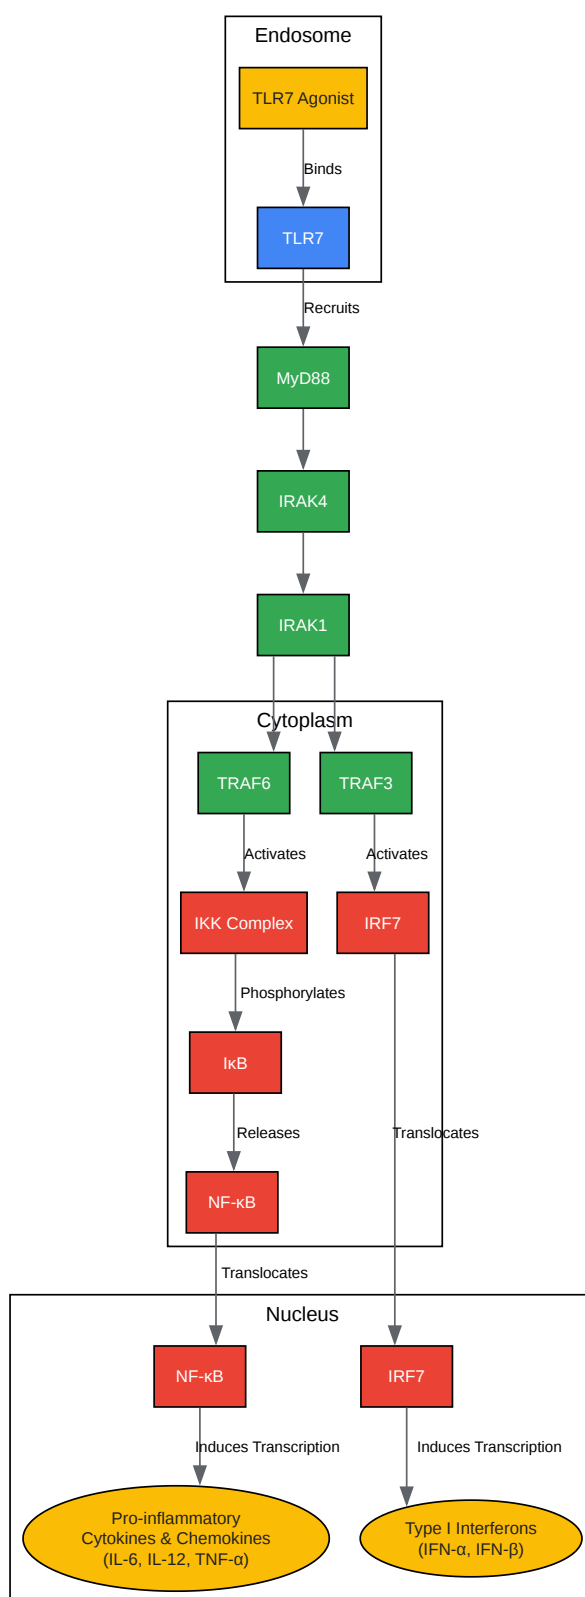 Endosome
TLR7 Agonist
Binds
TLR7
Recruits
MyD88
IRAK4
IRAK1
Cytoplasm
TRAF6
TRAF3
Activates
Activates
IKK Complex
IRF7
Phosphorylates
IκB
Releases
Translocates
NF-κB
Translocates
Nucleus
NF-κB
IRF7
Induces Transcription
Induces Transcription
Pro-inflammatory
Cytokines & Chemokines
(IL-6, IL-12, TNF-α)
Type I Interferons
(IFN-α, IFN-β)